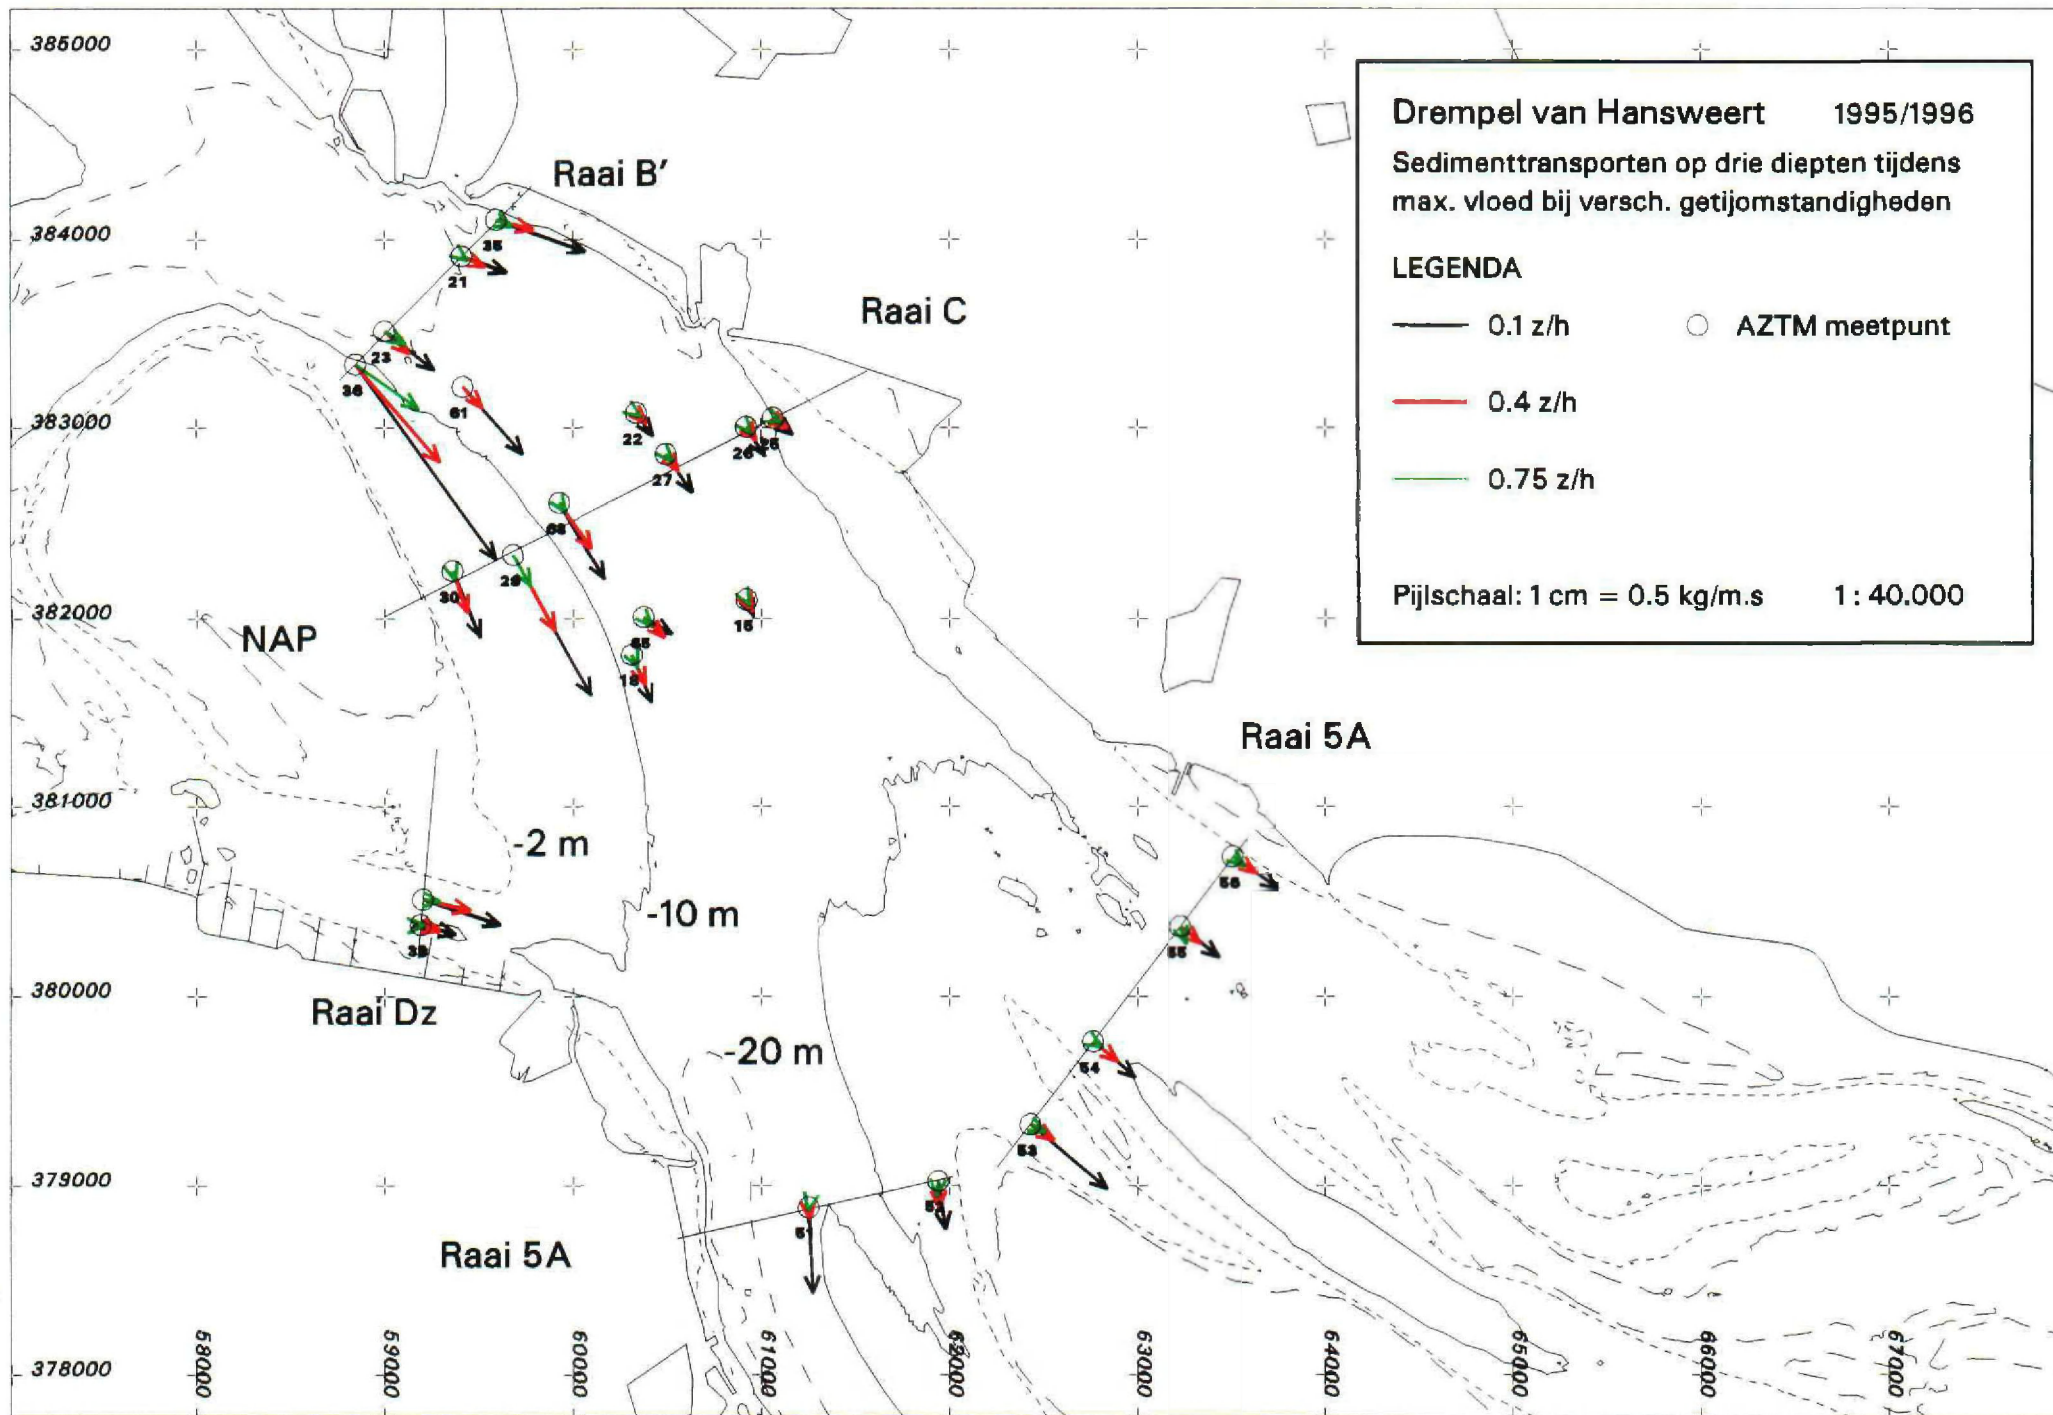 385000
384000
383000
382000
381000
380000
379000
378000
58000
59000
60000
61000
62000
63000
64000
65000
66000
67000
Drempel van Hansweert 1995/1996
Sedimenttransporten op drie diepten tijdens
max. vloed bij versch. getijomstandigheden
LEGENDA
0.1 z/h
AZTM meetpunt
0.4 z/h
0.75 z/h
Pijlschaal: 1 cm = 0.5 kg/m.s 1 : 40.000
Raai B'
35
21
23
36
61
Raai C
22
26
27
29
30
16
18
NAP
Raai 5A
-2 m
-10 m
56
55
Raai Dz
-20 m
54
53
51
Raai 5A